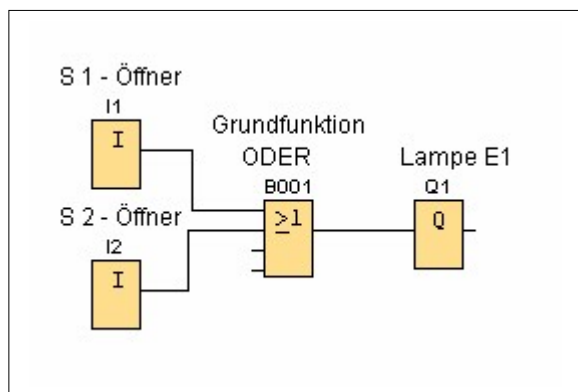 S 1 - Öffner
I1
I
Grundfunktion
ODER
B001
≥1
Lampe E1
Q1
Q
S 2 - Öffner
I2
I